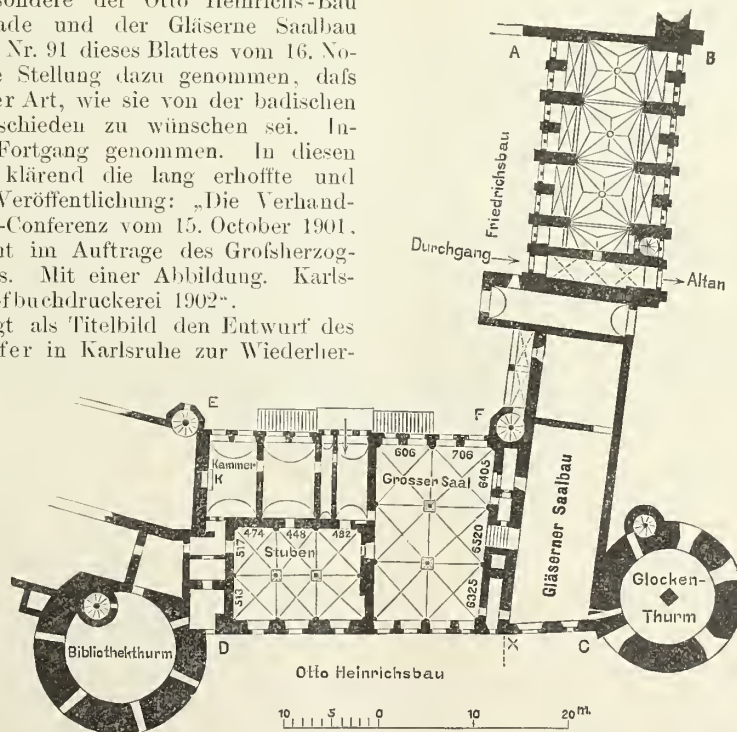 sondere der Otto Heinrichs-Bau
ade und der Gläserne Saalbau
Nr. 91 dieses Blattes vom 16. No-
e Stellung dazu genommen, dafs
er Art, wie sie von der badischen
schieden zu wünschen sei. In-
Fortgang genommen. In diesen
klärend die lang erhoffte und
Veröffentlichung: „Die Verhand-
-Conferenz vom 15. October 1901.
nt im Auftrage des Grofsherzog-
s. Mit einer Abbildung. Karls-
fbuchdruckerei 1902“.
gt als Titelbild den Entwurf des
fer in Karlsruhe zur Wiederher-
A
B
Friedrichsbau
Durchgang
Altan
E
F
Kammer
K
606
706
Grosser Saal
6405
474
448
482
517
Stuben
513
6520
6325
Gläserner Saalbau
Glocken-
Thurm
Bibliothekthurm
D
X
C
Otto Heinrichsbau
10 5 0 10 20 m.